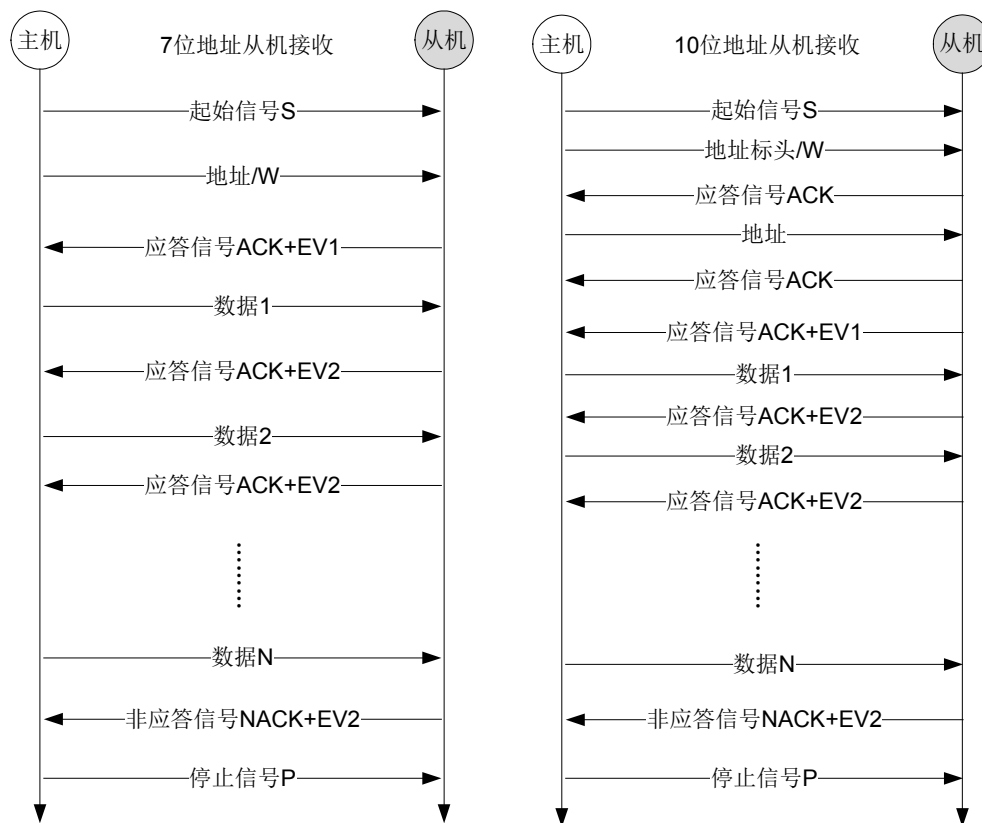 主机
7位地址从机接收
从机
起始信号S
地址/W
应答信号ACK+EV1
数据1
应答信号ACK+EV2
数据2
应答信号ACK+EV2
数据N
非应答信号NACK+EV2
停止信号P
主机
10位地址从机接收
从机
起始信号S
地址标头/W
应答信号ACK
地址
应答信号ACK
应答信号ACK+EV1
数据1
应答信号ACK+EV2
数据2
应答信号ACK+EV2
数据N
非应答信号NACK+EV2
停止信号P